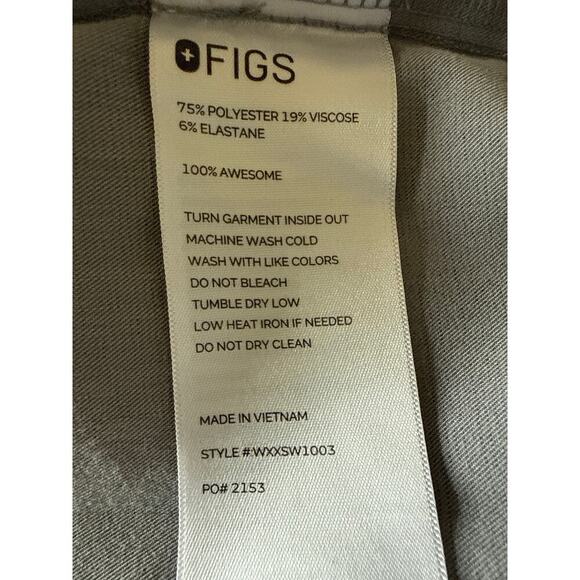 FIGS
75% POLYESTER 19% VISCOSE
6% ELASTANE
100% AWESOME
TURN GARMENT INSIDE OUT
MACHINE WASH COLD
WASH WITH LIKE COLORS
DO NOT BLEACH
TUMBLE DRY LOW
LOW HEAT IRON IF NEEDED
DO NOT DRY CLEAN
MADE IN VIETNAM
STYLE #:WXXSW1003
PO# 2153